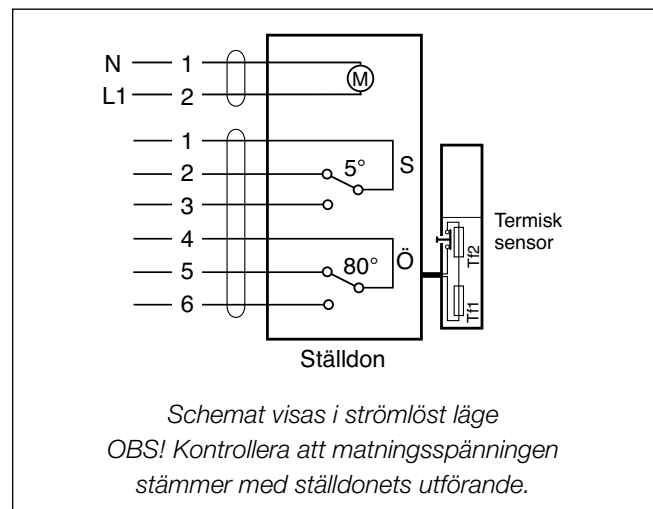 N 1
M
L1 2
1
S
2 5°
3
4
Ö
5 80°
6
Termisk
sensor
Tf2
Tf1
Ställdon
Schemat visas i strömlöst läge
OBS! Kontrollera att matningsspänningen
stämmer med ställdonets utförande.